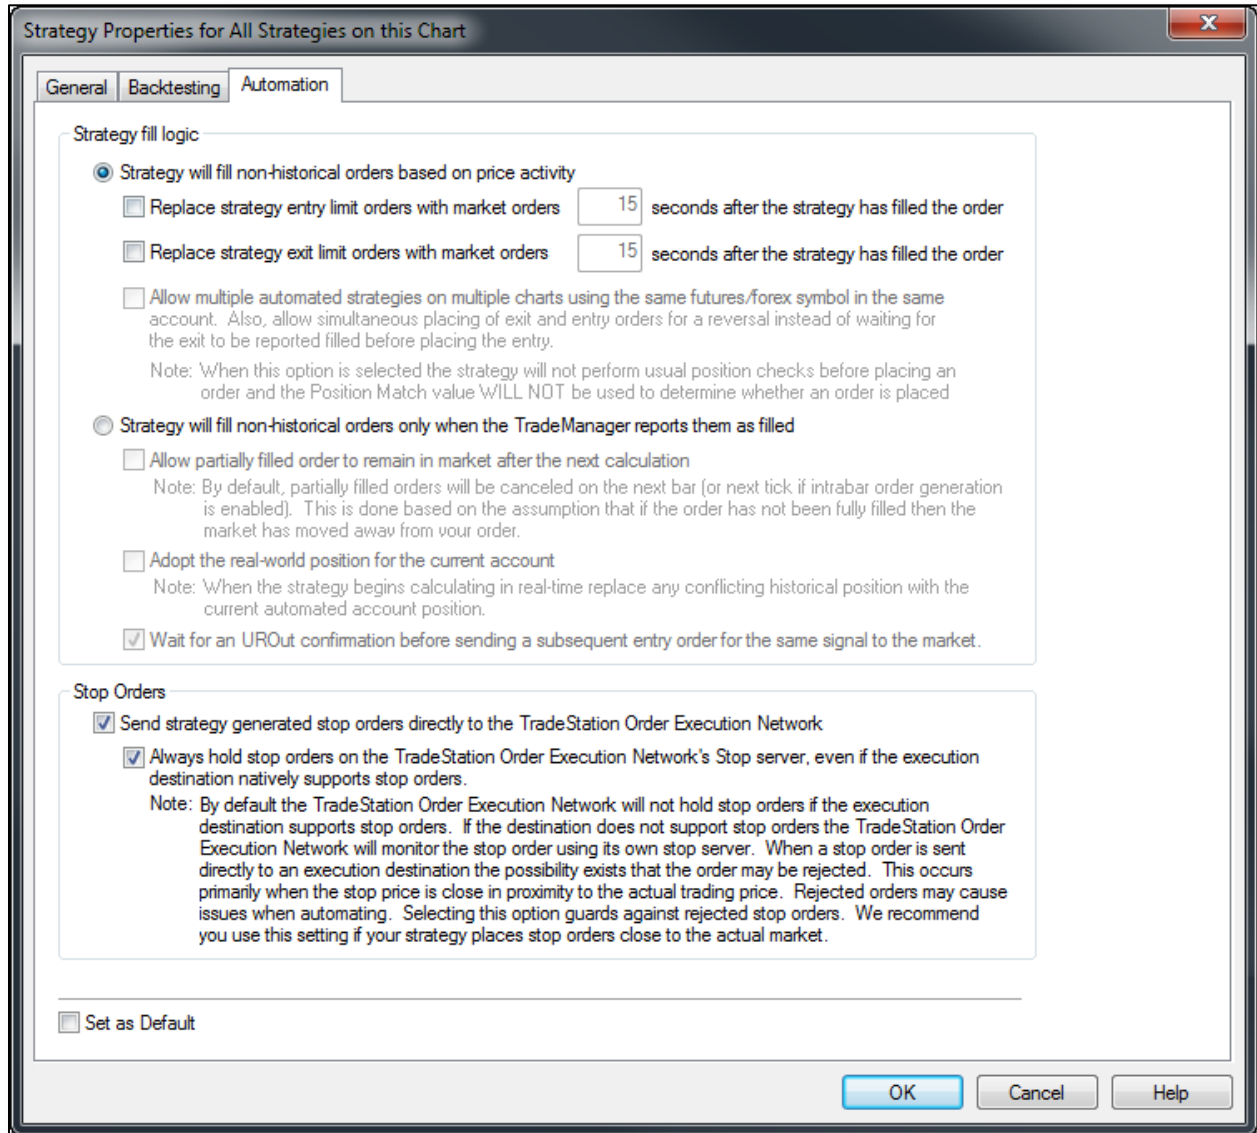 Strategy Properties for All Strategies on this Chart
x
General Backtesting Automation
Strategy fill logic
Strategy will fill non-historical orders based on price activity
Replace strategy entry limit orders with market orders 15 seconds after the strategy has filled the order
Replace strategy exit limit orders with market orders 15 seconds after the strategy has filled the order
Allow multiple automated strategies on multiple charts using the same futures/forex symbol in the same
account. Also, allow simultaneous placing of exit and entry orders for a reversal instead of waiting for
the exit to be reported filled before placing the entry.
Note: When this option is selected the strategy will not perform usual position checks before placing an
order and the Position Match value WILL NOT be used to determine whether an order is placed
Strategy will fill non-historical orders only when the TradeManager reports them as filled
Allow partially filled order to remain in market after the next calculation
Note: By default, partially filled orders will be canceled on the next bar (or next tick if intrabar order generation
is enabled). This is done based on the assumption that if the order has not been fully filled then the
market has moved away from your order.
Adopt the real-world position for the current account
Note: When the strategy begins calculating in real-time replace any conflicting historical position with the
current automated account position.
Wait for an UROut confirmation before sending a subsequent entry order for the same signal to the market.
Stop Orders
Send strategy generated stop orders directly to the TradeStation Order Execution Network
Always hold stop orders on the TradeStation Order Execution Network's Stop server, even if the execution
destination natively supports stop orders.
Note: By default the TradeStation Order Execution Network will not hold stop orders if the execution
destination supports stop orders. If the destination does not support stop orders the TradeStation Order
Execution Network will monitor the stop order using its own stop server. When a stop order is sent
directly to an execution destination the possibility exists that the order may be rejected. This occurs
primarily when the stop price is close in proximity to the actual trading price. Rejected orders may cause
issues when automating. Selecting this option guards against rejected stop orders. We recommend
you use this setting if your strategy places stop orders close to the actual market.
Set as Default
OK Cancel Help